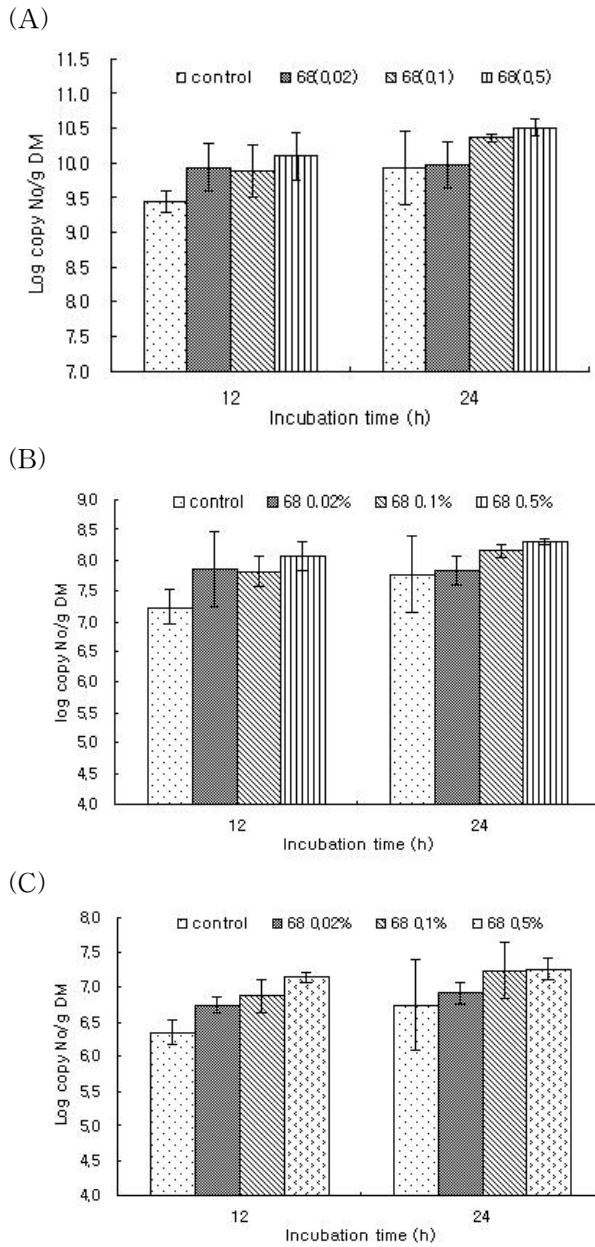 (A)
control 68(0,02) 68(0,1) 68(0,5)
11.5
11.0
10.5
10.0
9.5
9.0
8.5
8.0
7.5
7.0
Log copy No/g DM
12 24
Incubation time (h)
(B)
control 68 0.02% 68 0.1% 68 0.5%
9,0
8,5
8,0
7,5
7,0
6,5
6,0
5,5
5,0
4,5
4,0
log copy No/g DM
12 24
Incubation time (h)
(C)
control 68 0,02% 68 0,1% 68 0,5%
8,0
7,5
7,0
6,5
6,0
5,5
5,0
4,5
4,0
Log copy No/g DM
12 24
Incubation time (h)